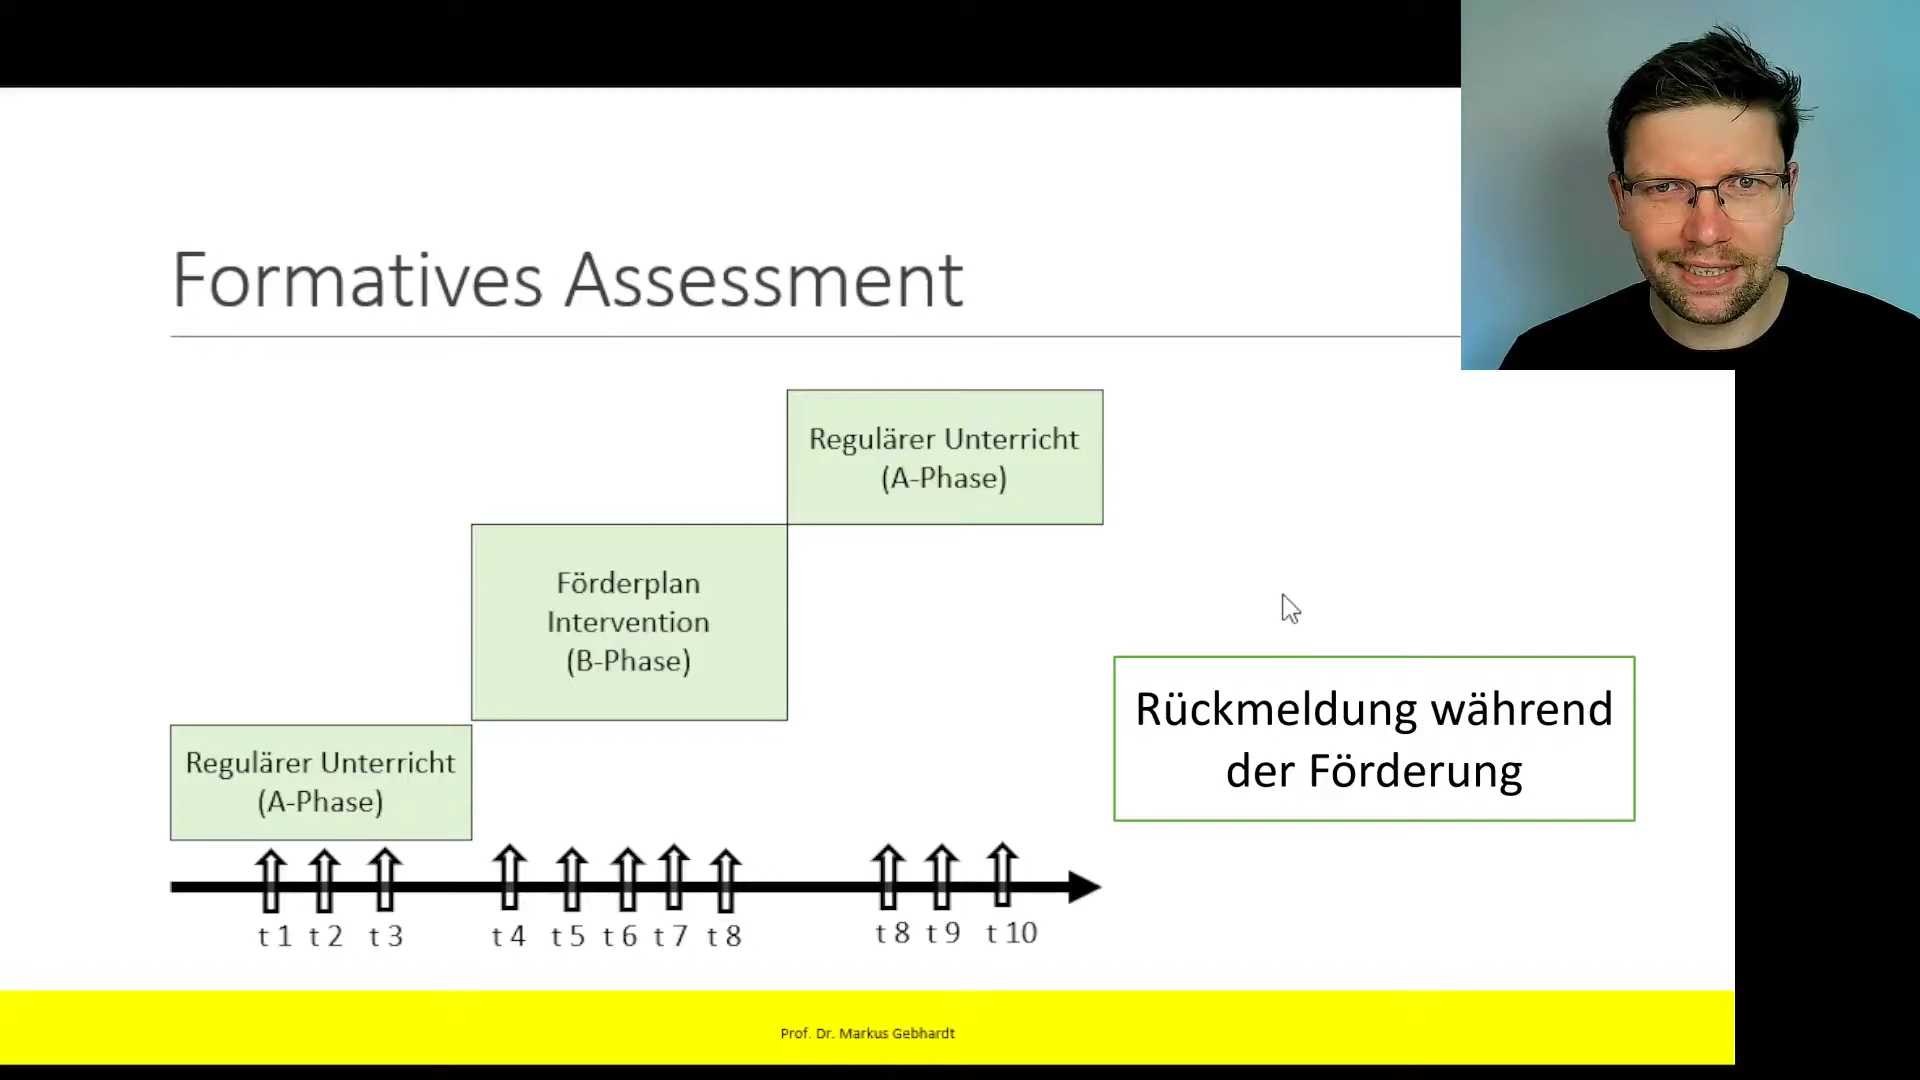 Formatives Assessment
Regulärer Unterricht
(A-Phase)
Förderplan
Intervention
(B-Phase)
Regulärer Unterricht
(A-Phase)
Rückmeldung während
der Förderung
t 1 t 2 t 3 t 4 t 5 t 6 t 7 t 8 t 8 t 9 t 10
Prof. Dr. Markus Gebhardt